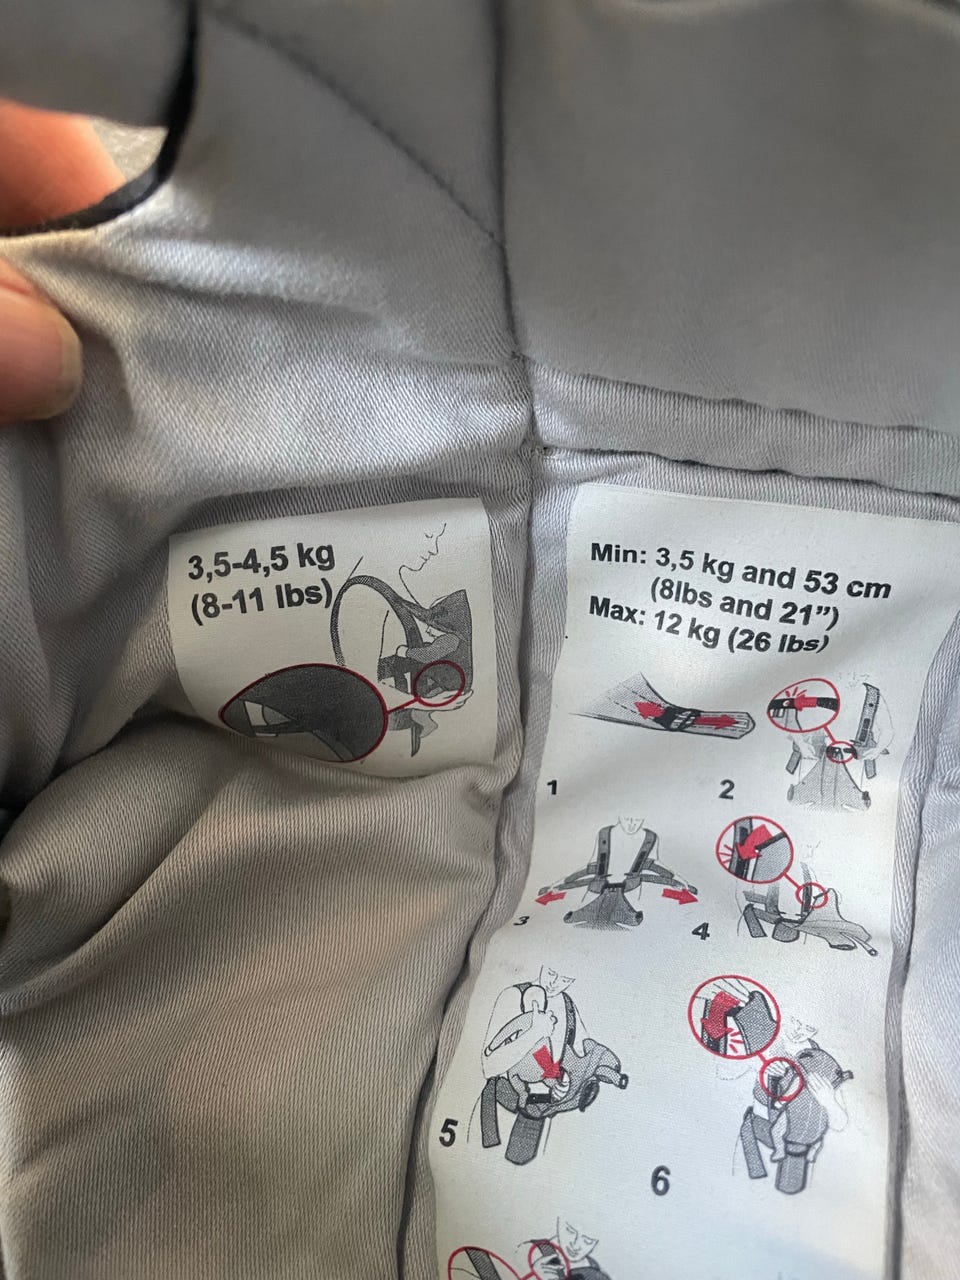 3,5-4,5 kg
(8-11 lbs)
Min: 3,5 kg and 53 cm
(8lbs and 21”)
Max: 12 kg (26 lbs)
1
2
3
4
5
6